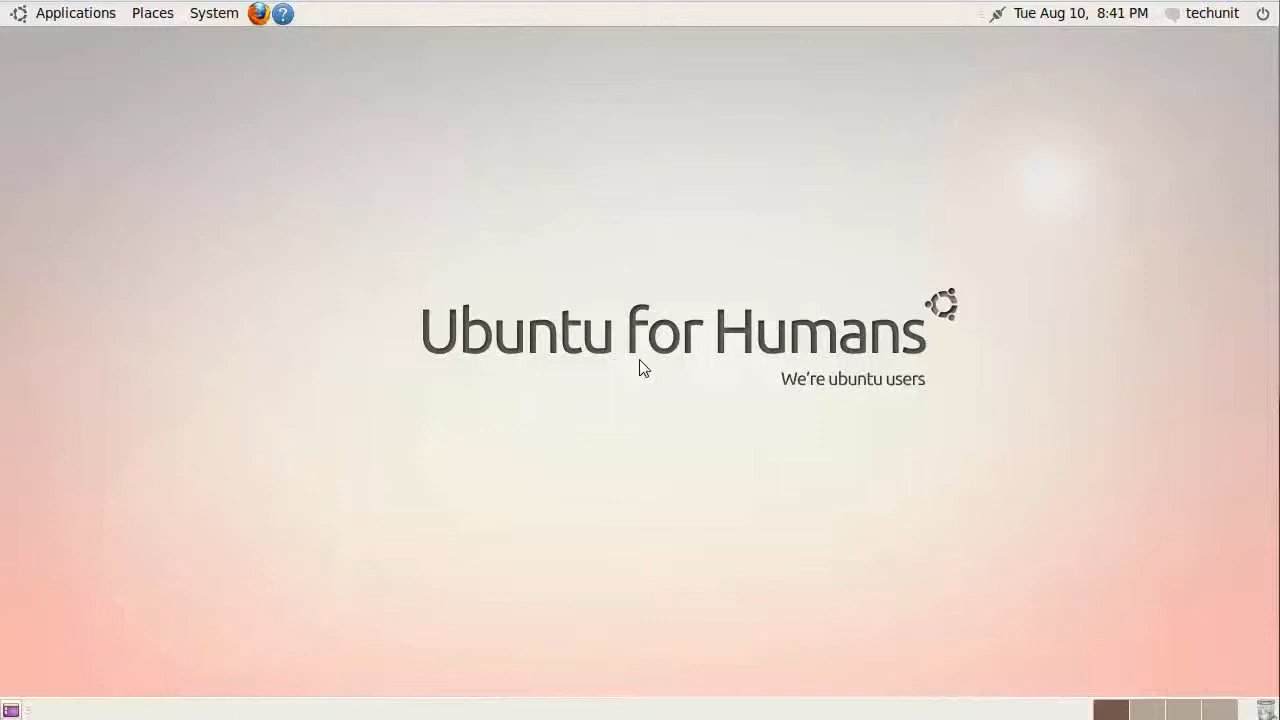 Applications Places System ? Tue Aug 10, 8:41 PM techunit
Ubuntu for Humans
We're ubuntu users